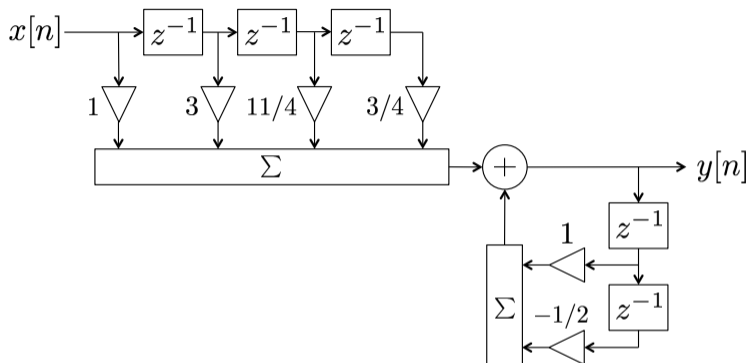 x[n] z⁻¹ z⁻¹ z⁻¹
1 3 11/4 3/4
Σ + y[n]
z⁻¹
1
z⁻¹
Σ -1/2